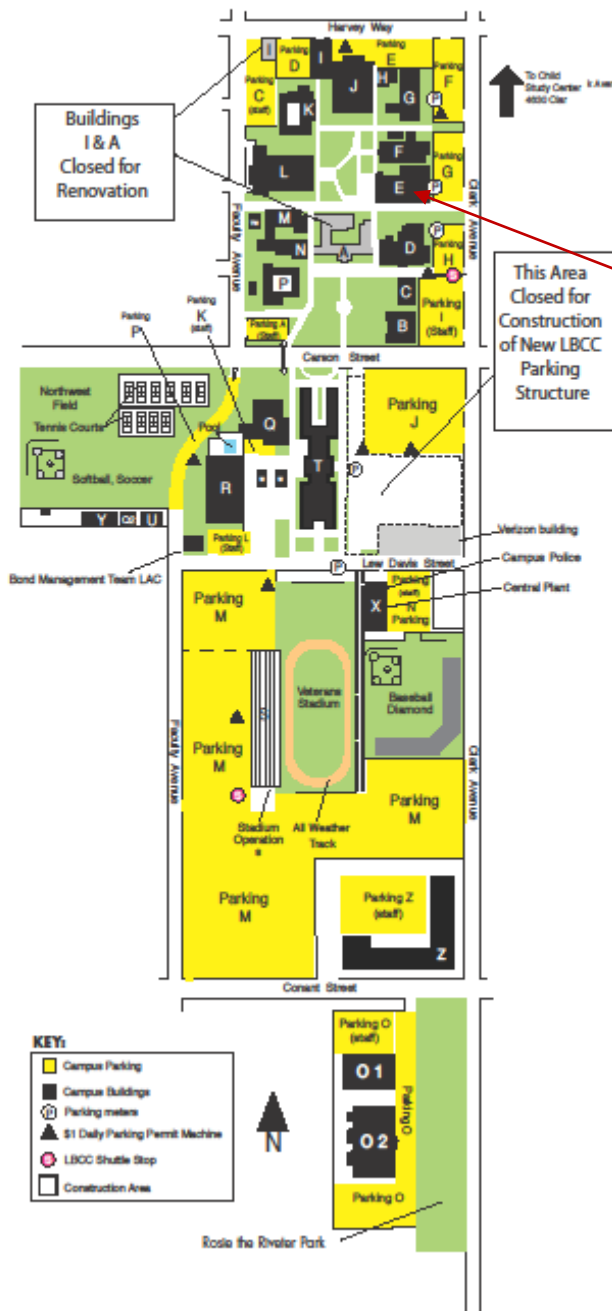 Harvey Way
I
Parking
D
I
Parking
E
Parking
C
(staff)
J
H
G
Parking
F
P
To Child
Study Center
4600 Clar
k Aven
Buildings
I & A
Closed for
Renovation
K
F
L
E
Parking
G
P
Clark Avenue
Faculty Avenue
M
N
A
D
P
Parking
H
S
P
C
B
Parking
I
(Staff)
This Area
Closed for
Construction
of New LBCC
Parking
Structure
Parking
P
Parking
K
(staff)
Parking A
(Staff)
Carson Street
Northwest
Field
Tennis Courts
Pool
Softball, Soccer
Q
R
T
Parking
J
P
Y
U
Parking L
(Staff)
Verizon building
Bond Management Team LAC
P
Lew Davis Street
Campus Police
Central Plant
Parking
M
X
Parking
(staff)
N
Parking
Veterans
Stadium
Baseball
Diamond
S
Faculty Avenue
Clark Avenue
Parking
M
S
Parking
M
Stadium
Operation
s
All Weather
Track
Parking
M
Parking Z
(staff)
Z
Conant Street
KEY:
Campus Parking
Campus Buildings
P Parking meters
$1 Daily Parking Permit Machine
S LBCC Shuttle Stop
Construction Area
N
Parking O
(staff)
O 1
Parking O
O 2
Parking O
Rosie the Riveter Park